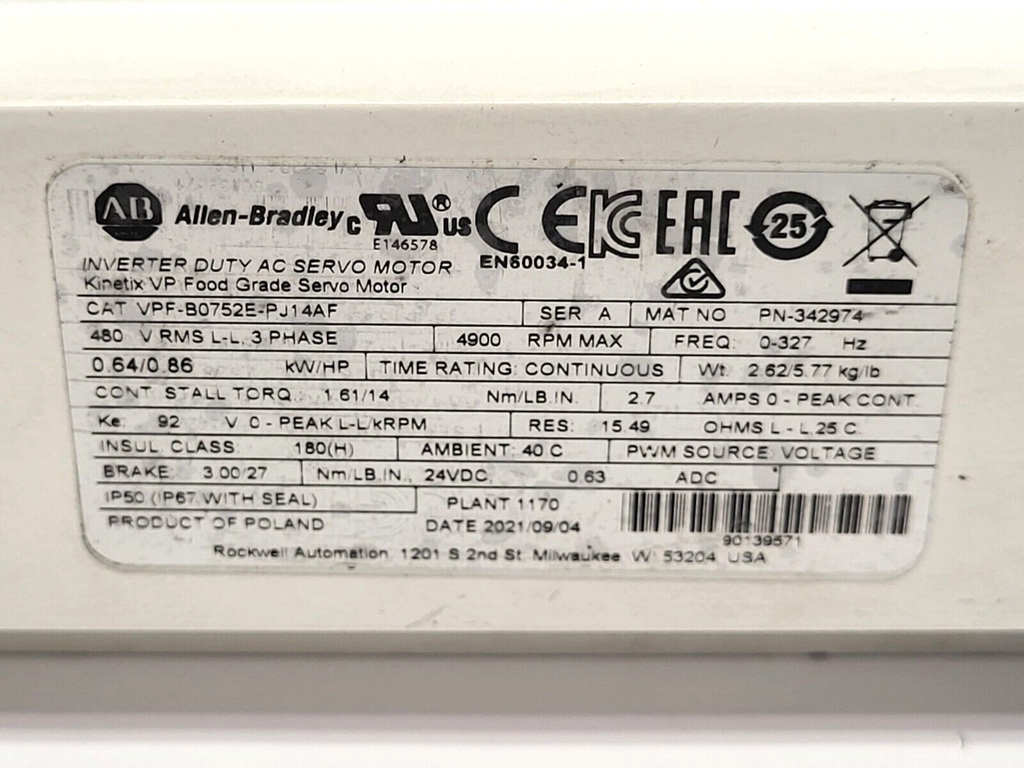 AB Allen-Bradley c RU ® US CE KC EAC 25
E146578
EN60034-1
INVERTER DUTY AC SERVO MOTOR
Kinetix VP Food Grade Servo Motor
CAT VPF-B0752E-PJ14AF SER A MAT NO PN-342974
480 V RMS L-L, 3 PHASE 4900 RPM MAX FREQ: 0-327 Hz
0.64/0.86 kW/HP TIME RATING: CONTINUOUS Wt. 2.62/5.77 kg/lb
CONT STALL TORQ.: 1.61/14 Nm/LB.IN. 2.7 AMPS 0 - PEAK CONT.
Ke: 92 V 0 - PEAK L-L/kRPM RES: 15.49 OHMS L - L 25 C
INSUL CLASS: 180(H) AMBIENT: 40 C PWM SOURCE: VOLTAGE
BRAKE: 3.00/27 Nm/LB.IN., 24VDC, 0.63 ADC
IP50 (IP67 WITH SEAL) PLANT 1170
PRODUCT OF POLAND DATE 2021/09/04
90139571
Rockwell Automation, 1201 S 2nd St. Milwaukee WI 53204 USA